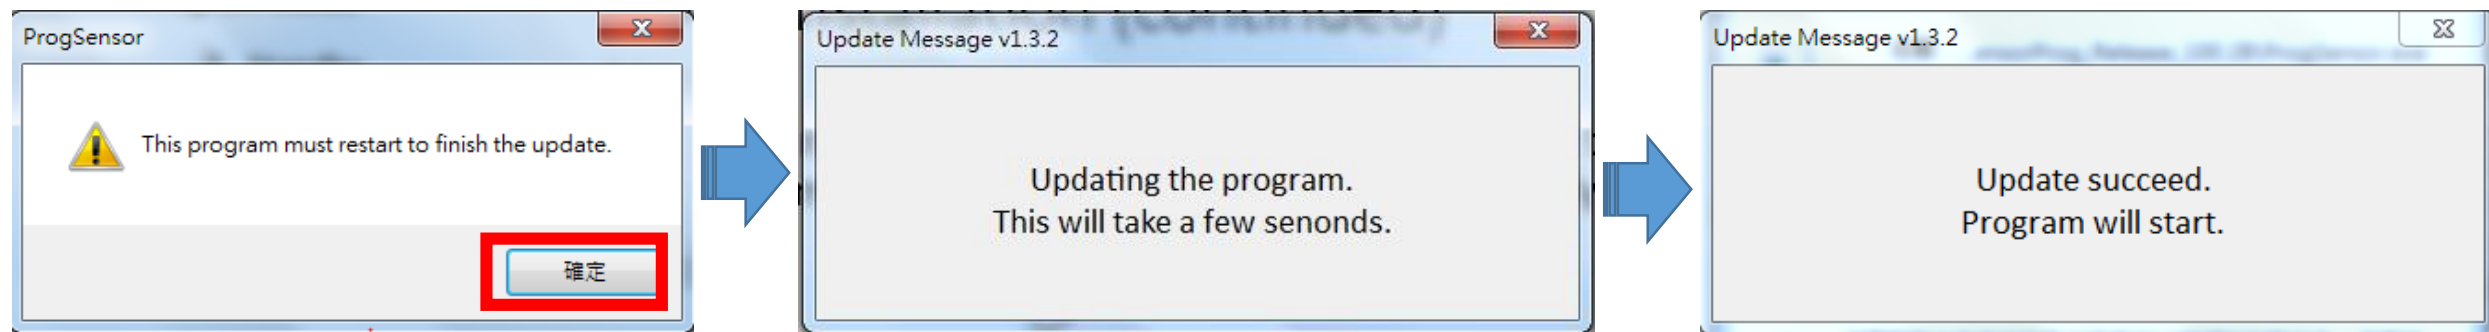 ProgSensor
This program must restart to finish the update.
確定
Update Message v1.3.2
Updating the program.
This will take a few senonds.
Update Message v1.3.2
Update succeed.
Program will start.